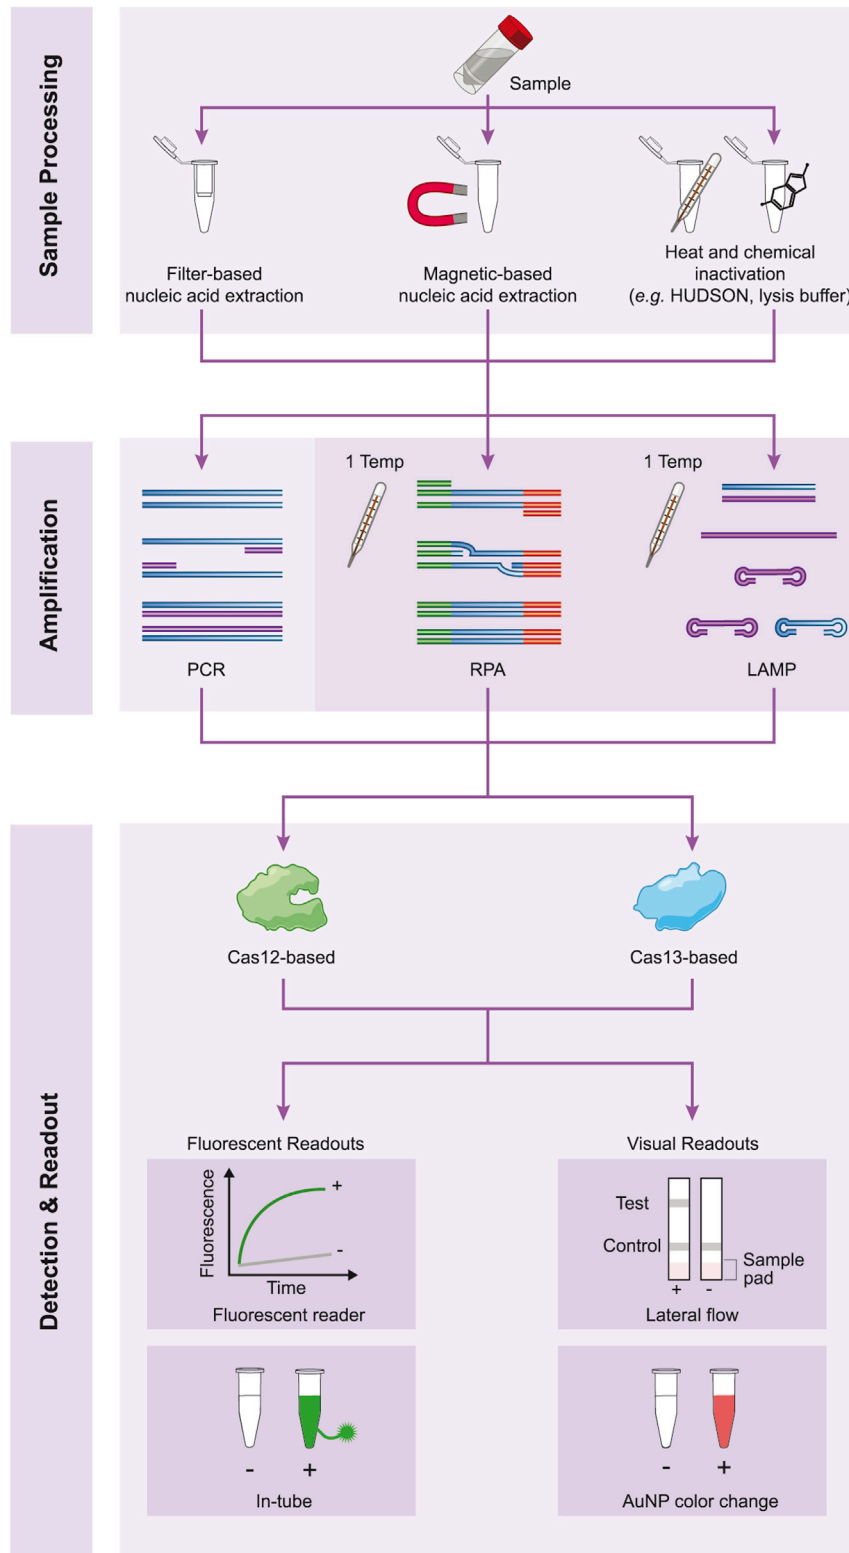 Sample Processing
Sample
Filter-based
nucleic acid extraction
Magnetic-based
nucleic acid extraction
Heat and chemical
inactivation
(e.g. HUDSON, lysis buffer)
Amplification
1 Temp
1 Temp
PCR
RPA
LAMP
Detection & Readout
Cas12-based
Cas13-based
Fluorescent Readouts
Fluorescence
+
-
Time
Fluorescent reader
- +
In-tube
Visual Readouts
Test
Control
Sample
pad
+ -
Lateral flow
- +
AuNP color change